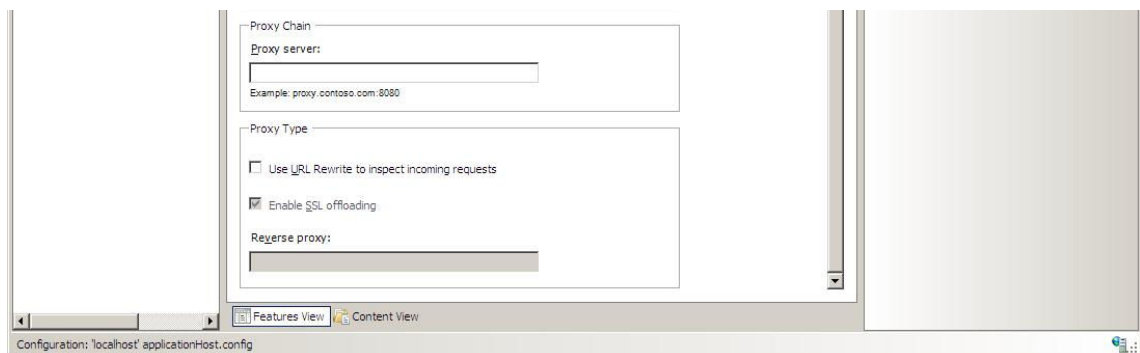 Proxy Chain
Proxy server:
Example: proxy.contoso.com:8080
Proxy Type
Use URL Rewrite to inspect incoming requests
Enable SSL offloading
Reverse proxy:
Features View Content View
Configuration: 'localhost' applicationHost.config